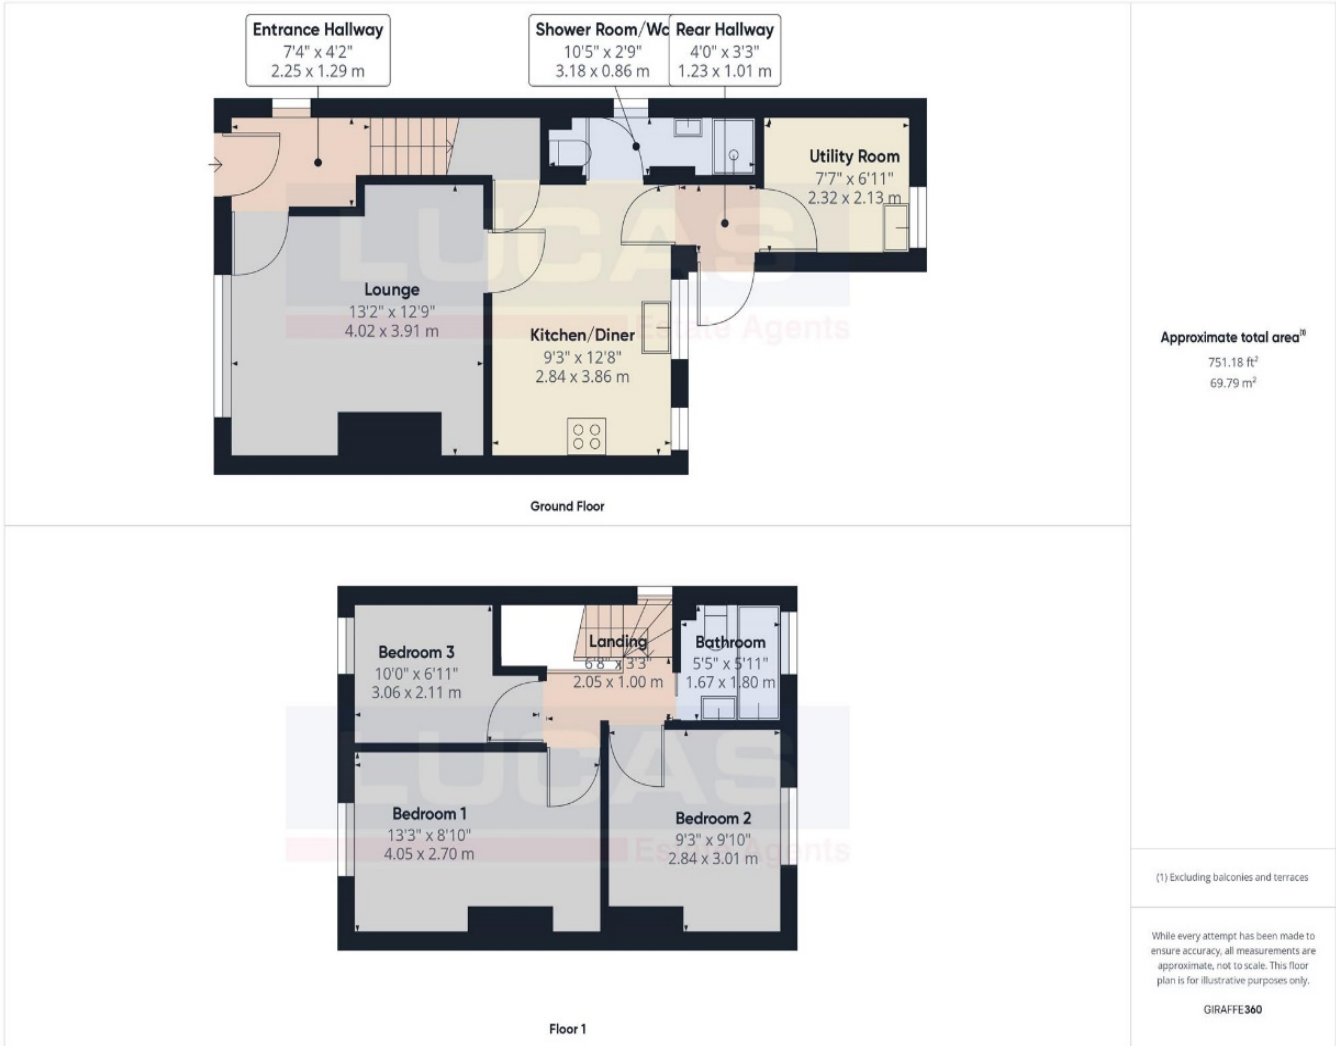 Entrance Hallway
7'4" x 4'2"
2.25 x 1.29 m
Shower Room/Wc
10'5" x 2'9"
3.18 x 0.86 m
Rear Hallway
4'0" x 3'3"
1.23 x 1.01 m
Utility Room
7'7" x 6'11"
2.32 x 2.13 m
LUCAS
Estate Agents
Lounge
13'2" x 12'9"
4.02 x 3.91 m
Kitchen/Diner
9'3" x 12'8"
2.84 x 3.86 m
Ground Floor
Bedroom 3
10'0" x 6'11"
3.06 x 2.11 m
Landing
6'8" x 3'3"
2.05 x 1.00 m
Bathroom
5'5" x 5'11"
1.67 x 1.80 m
LUCAS
Estate Agents
Bedroom 1
13'3" x 8'10"
4.05 x 2.70 m
Bedroom 2
9'3" x 9'10"
2.84 x 3.01 m
Floor 1
Approximate total area(1)
751.18 ft²
69.79 m²
(1) Excluding balconies and terraces
While every attempt has been made to
ensure accuracy, all measurements are
approximate, not to scale. This floor
plan is for illustrative purposes only.
GIRAFFE360